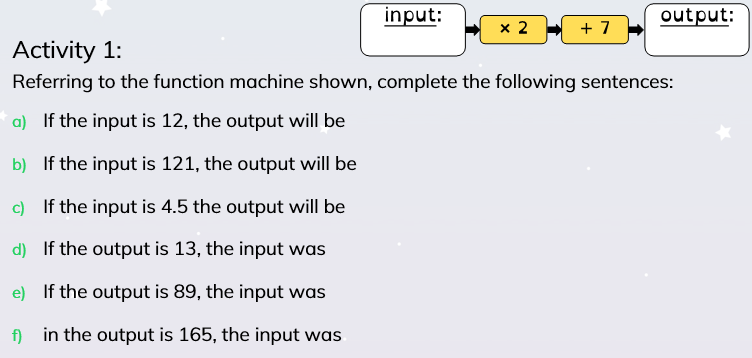 input:
× 2
+ 7
output:
Activity 1:
Referring to the function machine shown, complete the following sentences:
a) If the input is 12, the output will be
b) If the input is 121, the output will be
c) If the input is 4.5 the output will be
d) If the output is 13, the input was
e) If the output is 89, the input was
f) in the output is 165, the input was